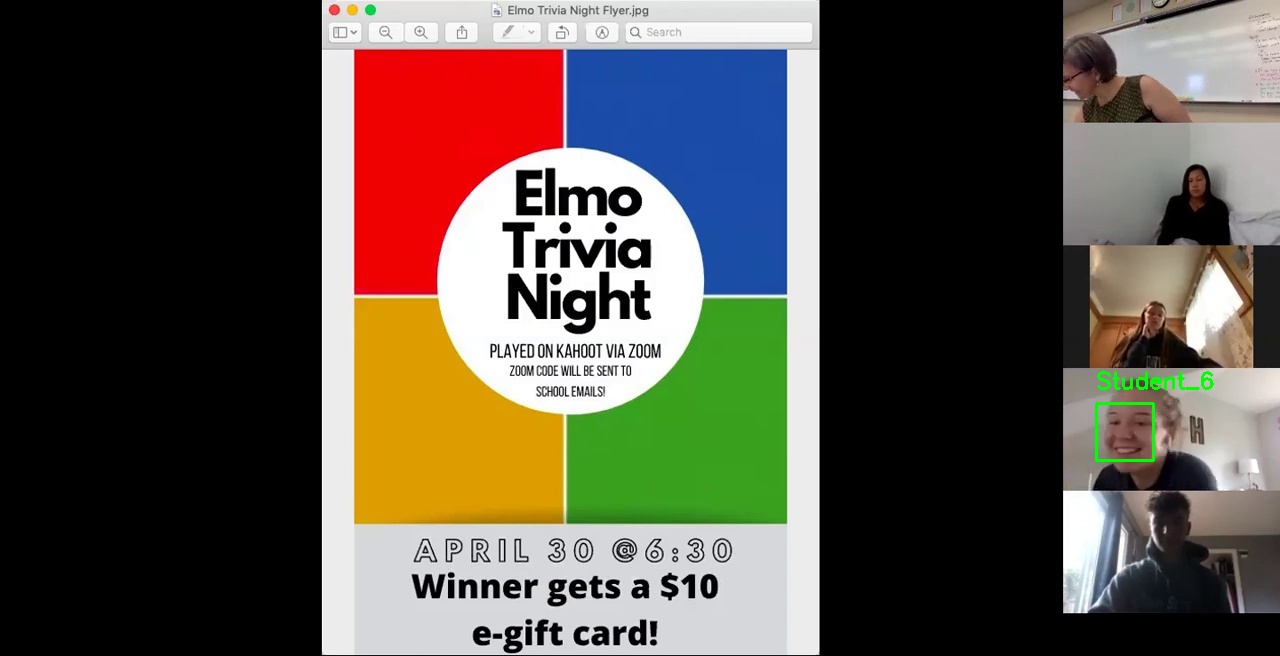 Elmo Trivia Night Flyer.jpg
Search
Elmo
Trivia
Night
PLAYED ON KAHOOT VIA ZOOM
ZOOM CODE WILL BE SENT TO
SCHOOL EMAILS!
APRIL 30 @6:30
Winner gets a $10
e-gift card!
Student_6
H